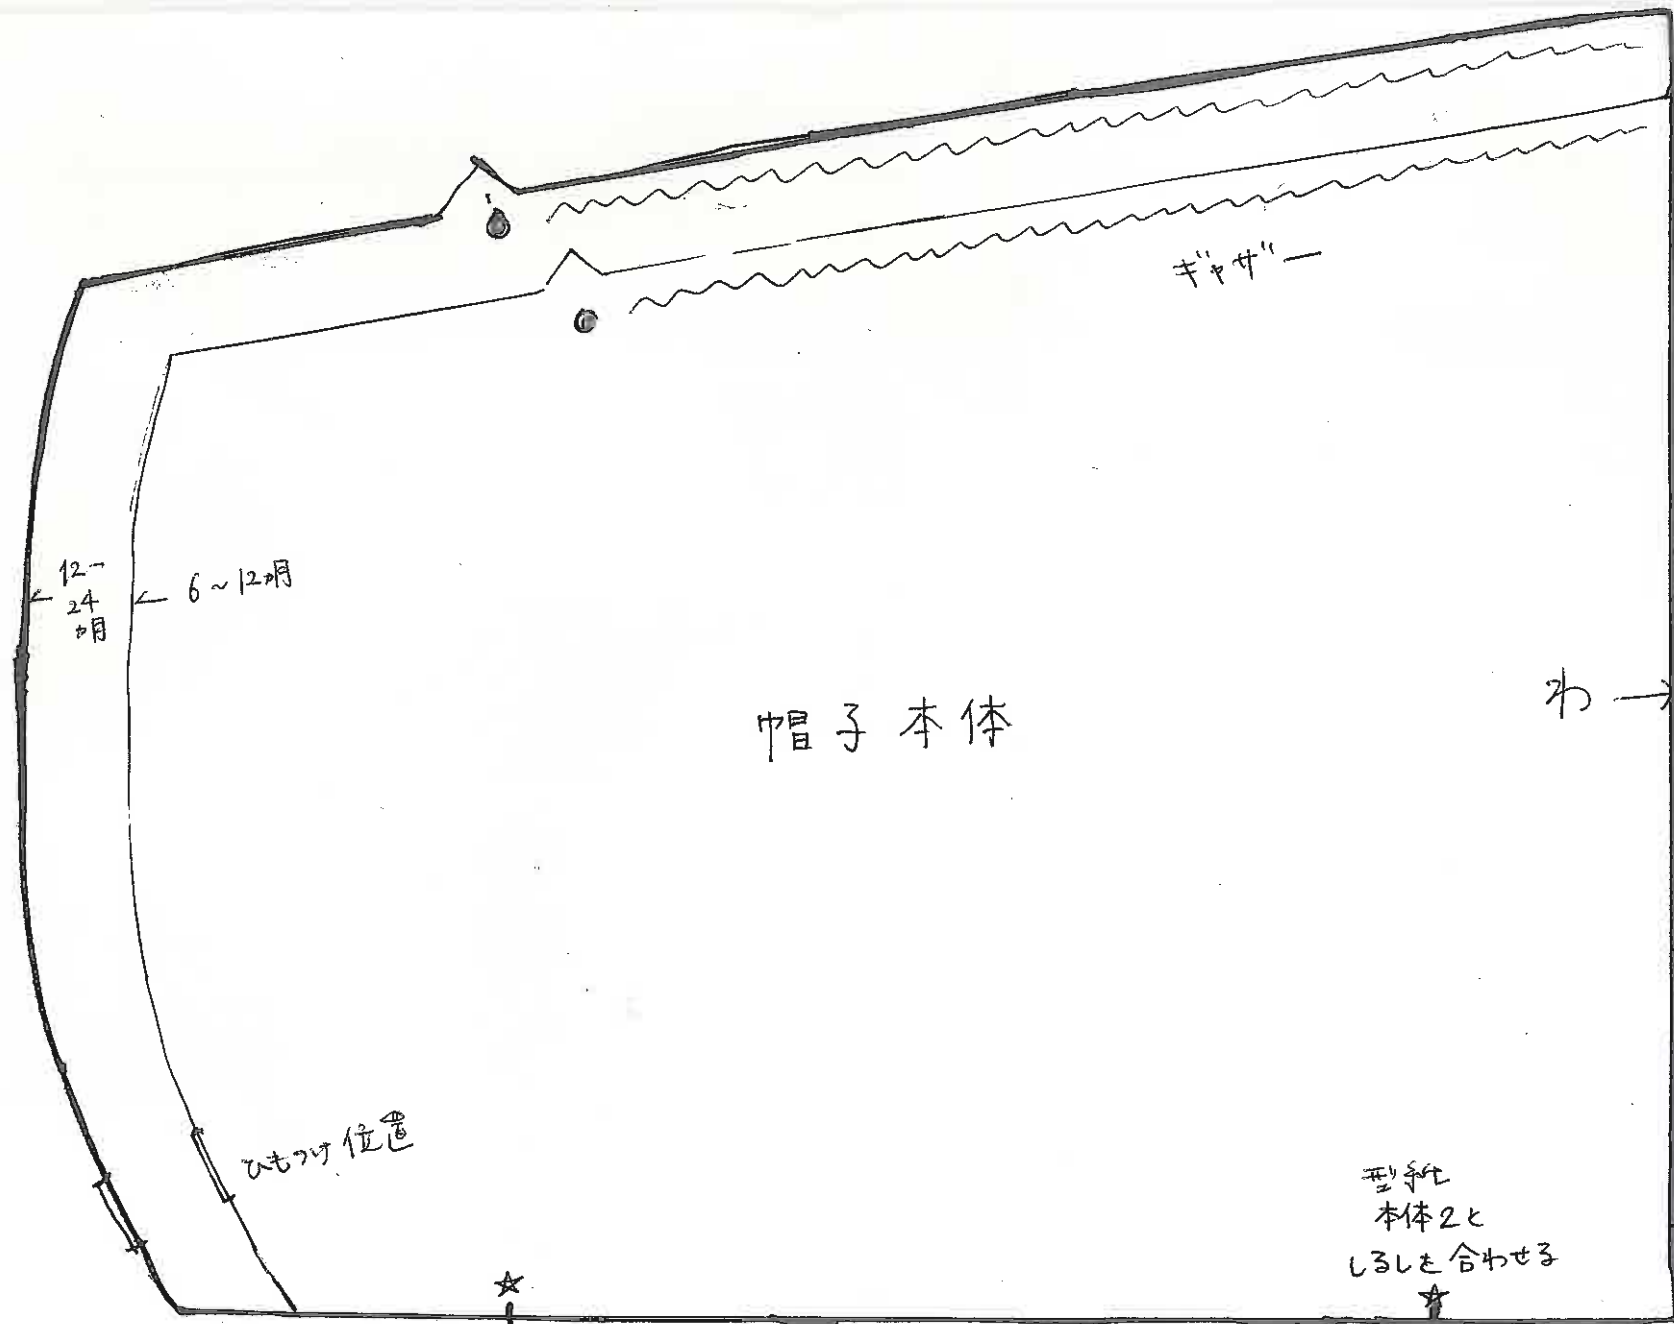 ギャザー
12~
24
ヵ月
6~12ヵ月
帽子本体
わ→
ひもつけ位置
型紙
本体2と
しるしを合わせる
☆
☆